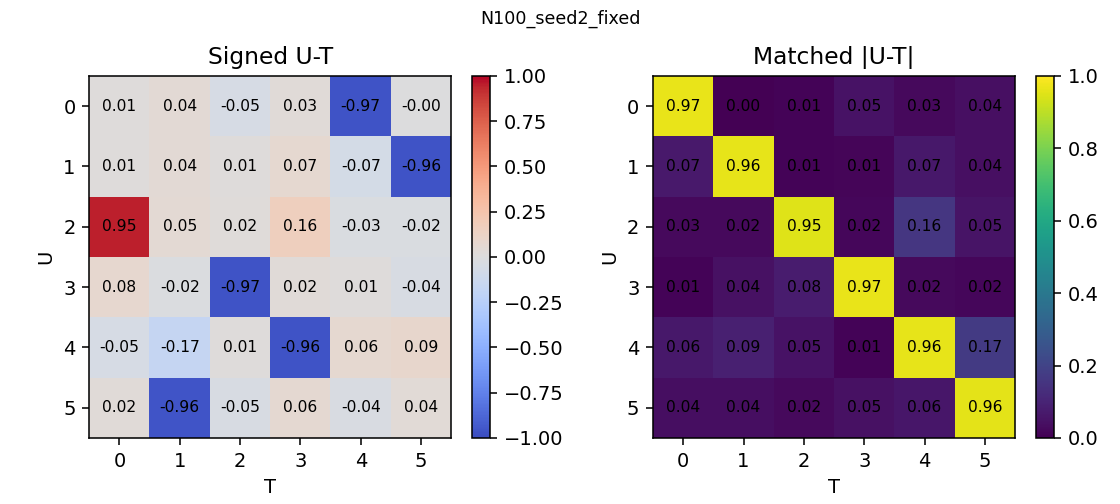 N100_seed2_fixed
Signed U-T
Matched |U-T|
0 0.01 0.04 -0.05 0.03 -0.97 -0.00
1 0.01 0.04 0.01 0.07 -0.07 -0.96
2 0.95 0.05 0.02 0.16 -0.03 -0.02
3 0.08 -0.02 -0.97 0.02 0.01 -0.04
4 -0.05 -0.17 0.01 -0.96 0.06 0.09
5 0.02 -0.96 -0.05 0.06 -0.04 0.04
0 1 2 3 4 5
U
T
1.00
0.75
0.50
0.25
0.00
−0.25
−0.50
−0.75
−1.00
0 0.97 0.00 0.01 0.05 0.03 0.04
1 0.07 0.96 0.01 0.01 0.07 0.04
2 0.03 0.02 0.95 0.02 0.16 0.05
3 0.01 0.04 0.08 0.97 0.02 0.02
4 0.06 0.09 0.05 0.01 0.96 0.17
5 0.04 0.04 0.02 0.05 0.06 0.96
0 1 2 3 4 5
U
T
1.0
0.8
0.6
0.4
0.2
0.0